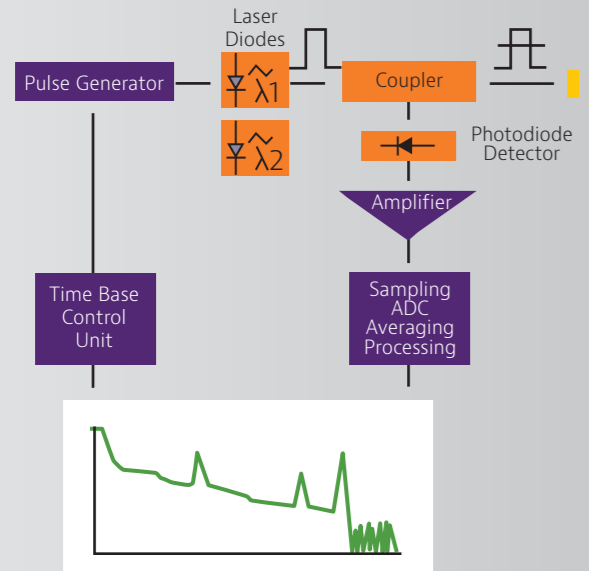 Laser
Diodes
Pulse Generator
λ1
Coupler
λ2
Photodiode
Detector
Amplifier
Time Base
Control
Unit
Sampling
ADC
Averaging
Processing